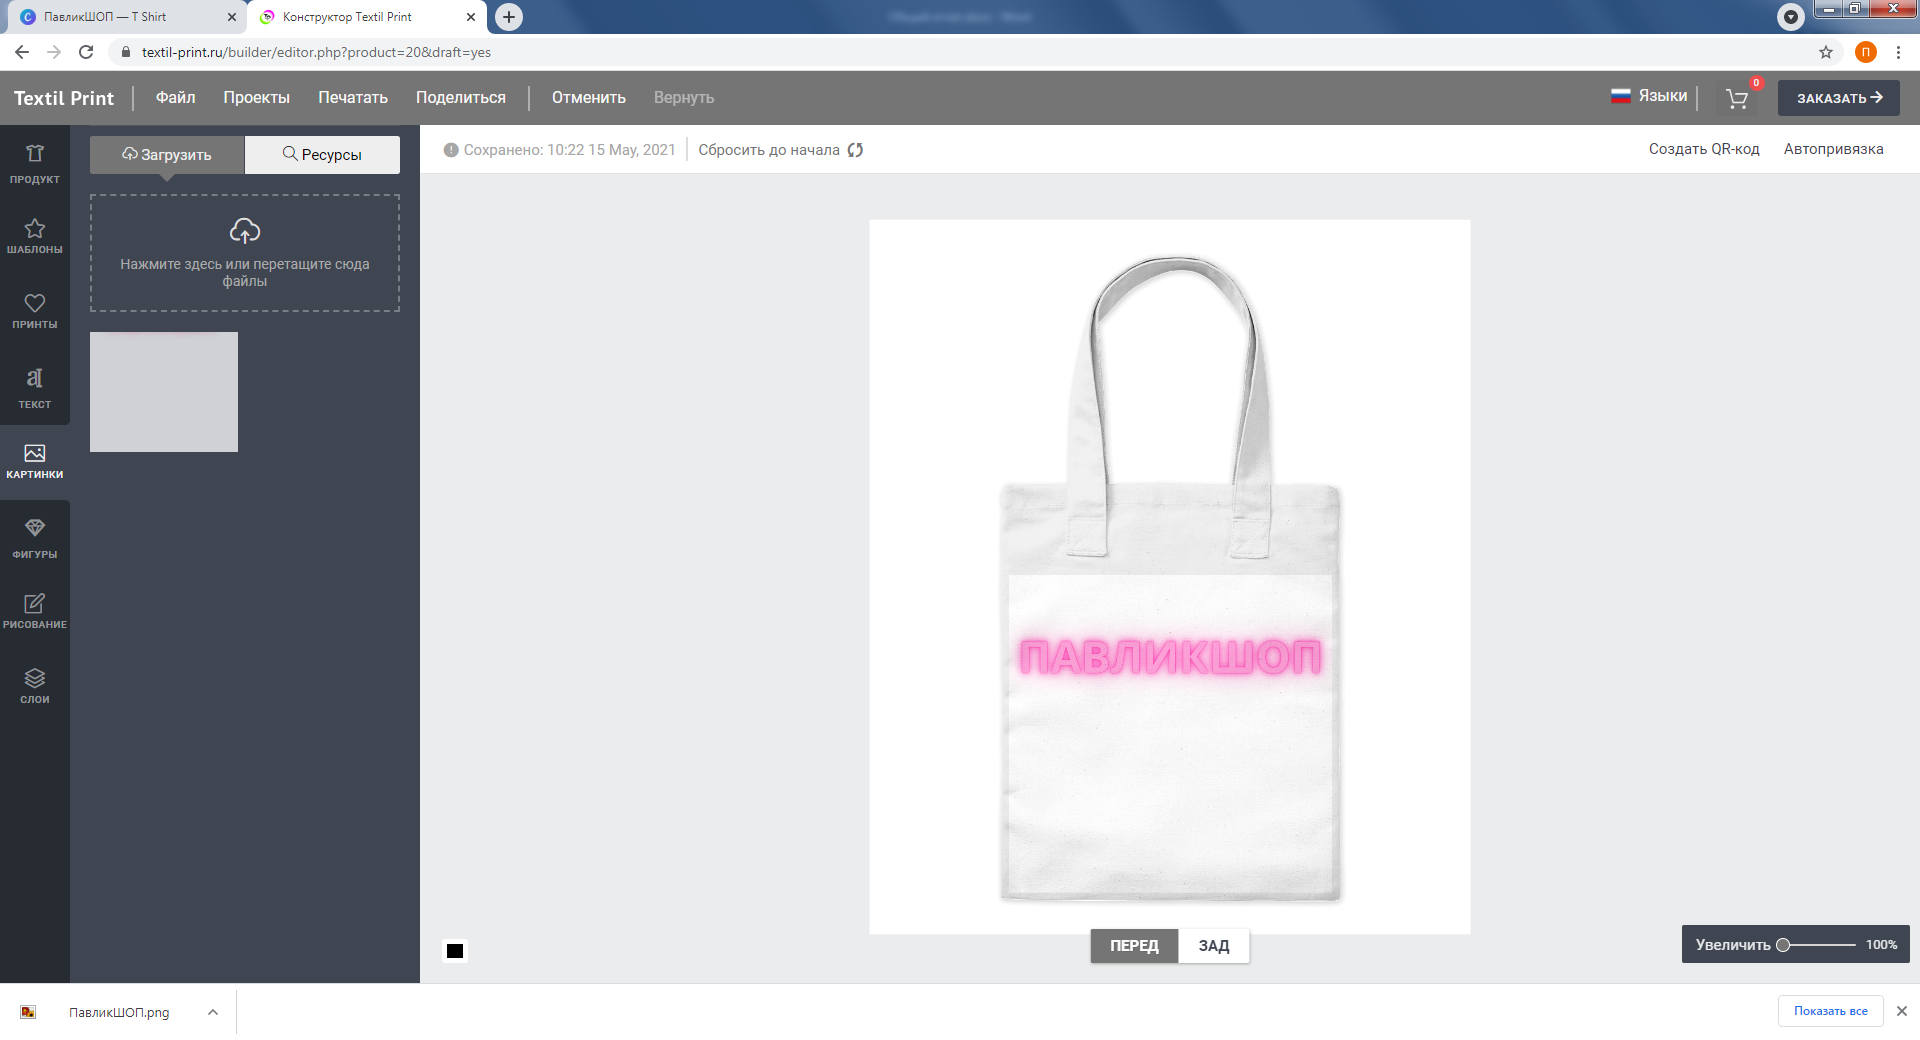 ПавликШОП — T Shirt
Конструктор Textil Print
textil-print.ru/builder/editor.php?product=20&draft=yes
П
Textil Print
Файл
Проекты
Печатать
Поделиться
Отменить
Вернуть
Языки
0
ЗАКАЗАТЬ
ПРОДУКТ
ШАБЛОНЫ
ПРИНТЫ
ТЕКСТ
КАРТИНКИ
ФИГУРЫ
РИСОВАНИЕ
СЛОИ
Загрузить
Ресурсы
Нажмите здесь или перетащите сюда
файлы
Сохранено: 10:22 15 May, 2021
Сбросить до начала
Создать QR-код
Автопривязка
ПАВЛИКШОП
ПЕРЕД
ЗАД
Увеличить
100%
ПавликШОП.png
Показать все